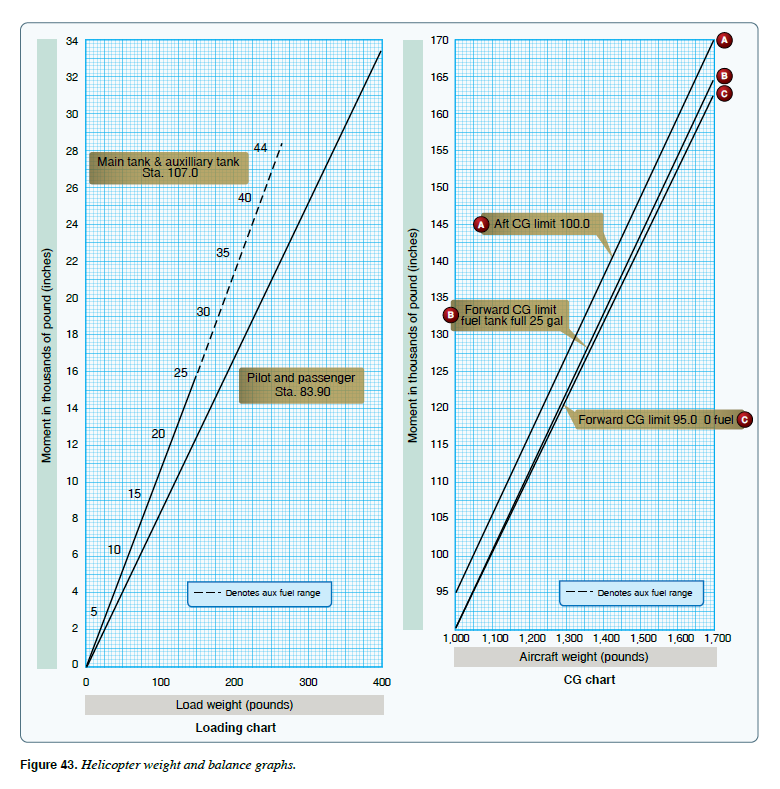 Moment in thousands of pound (inches)
34
32
30
28
26
24
22
20
18
16
14
12
10
8
6
4
2
0
Main tank & auxilliary tank
Sta. 107.0
44
40
35
30
25
20
15
10
5
Pilot and passenger
Sta. 83.90
Denotes aux fuel range
0 100 200 300 400
Load weight (pounds)
Loading chart
Moment in thousands of pound (inches)
170
165
160
155
150
145
140
135
130
125
120
115
110
105
100
95
A
B
C
A Aft CG limit 100.0
B Forward CG limit
fuel tank full 25 gal
Forward CG limit 95.0 0 fuel C
Denotes aux fuel range
1,000 1,100 1,200 1,300 1,400 1,500 1,600 1,700
Aircraft weight (pounds)
CG chart
Figure 43. Helicopter weight and balance graphs.